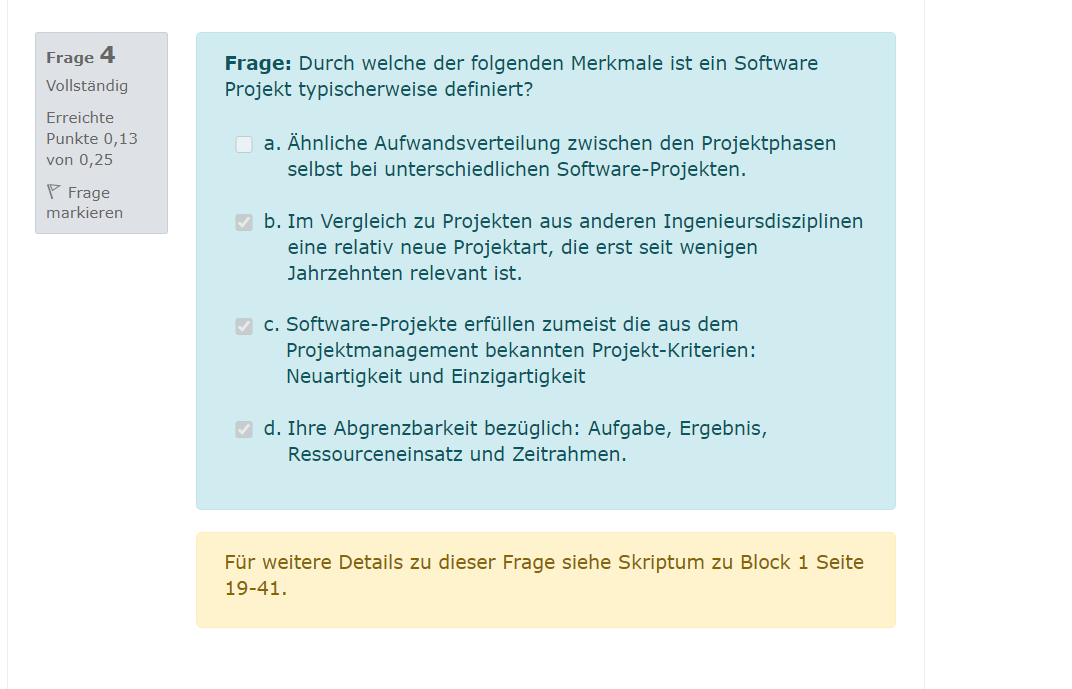 Frage 4
Vollständig
Erreichte
Punkte 0,13
von 0,25
Frage
markieren
Frage: Durch welche der folgenden Merkmale ist ein Software
Projekt typischerweise definiert?
a. Ähnliche Aufwandsverteilung zwischen den Projektphasen
selbst bei unterschiedlichen Software-Projekten.
b. Im Vergleich zu Projekten aus anderen Ingenieursdisziplinen
eine relativ neue Projektart, die erst seit wenigen
Jahrzehnten relevant ist.
c. Software-Projekte erfüllen zumeist die aus dem
Projektmanagement bekannten Projekt-Kriterien:
Neuartigkeit und Einzigartigkeit
d. Ihre Abgrenzbarkeit bezüglich: Aufgabe, Ergebnis,
Ressourceneinsatz und Zeitrahmen.
Für weitere Details zu dieser Frage siehe Skriptum zu Block 1 Seite
19-41.